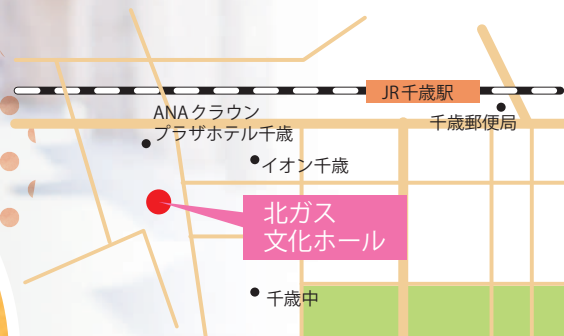 JR千歳駅
ANAクラウン
プラザホテル千歳
千歳郵便局
イオン千歳
北ガス
文化ホール
千歳中